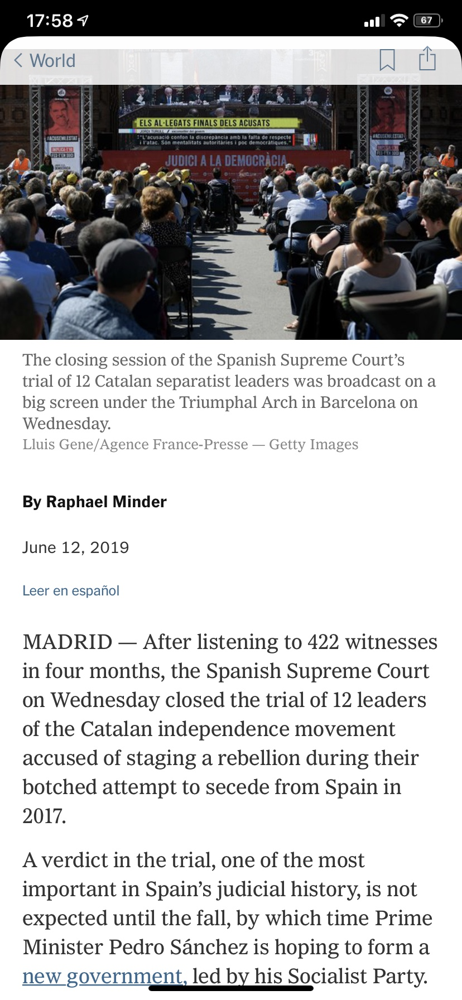 17:58
67
World
ELS AL·LEGATS FINALS DELS ACUSATS
JORDI TURULL / exconseller del govern
"L'acusació confon la discrepància amb la falta de respecte
i l'atac. Són mentalitats autoritàries i poc democràtiques."
#ACUSEMLESTAT
#ACUSEMLESTAT
JUDICI A LA DEMOCRÀCIA
The closing session of the Spanish Supreme Court’s
trial of 12 Catalan separatist leaders was broadcast on a
big screen under the Triumphal Arch in Barcelona on
Wednesday.
Lluis Gene/Agence France-Presse — Getty Images
By Raphael Minder
June 12, 2019
Leer en español
MADRID — After listening to 422 witnesses
in four months, the Spanish Supreme Court
on Wednesday closed the trial of 12 leaders
of the Catalan independence movement
accused of staging a rebellion during their
botched attempt to secede from Spain in
2017.
A verdict in the trial, one of the most
important in Spain’s judicial history, is not
expected until the fall, by which time Prime
Minister Pedro Sánchez is hoping to form a
new government, led by his Socialist Party.